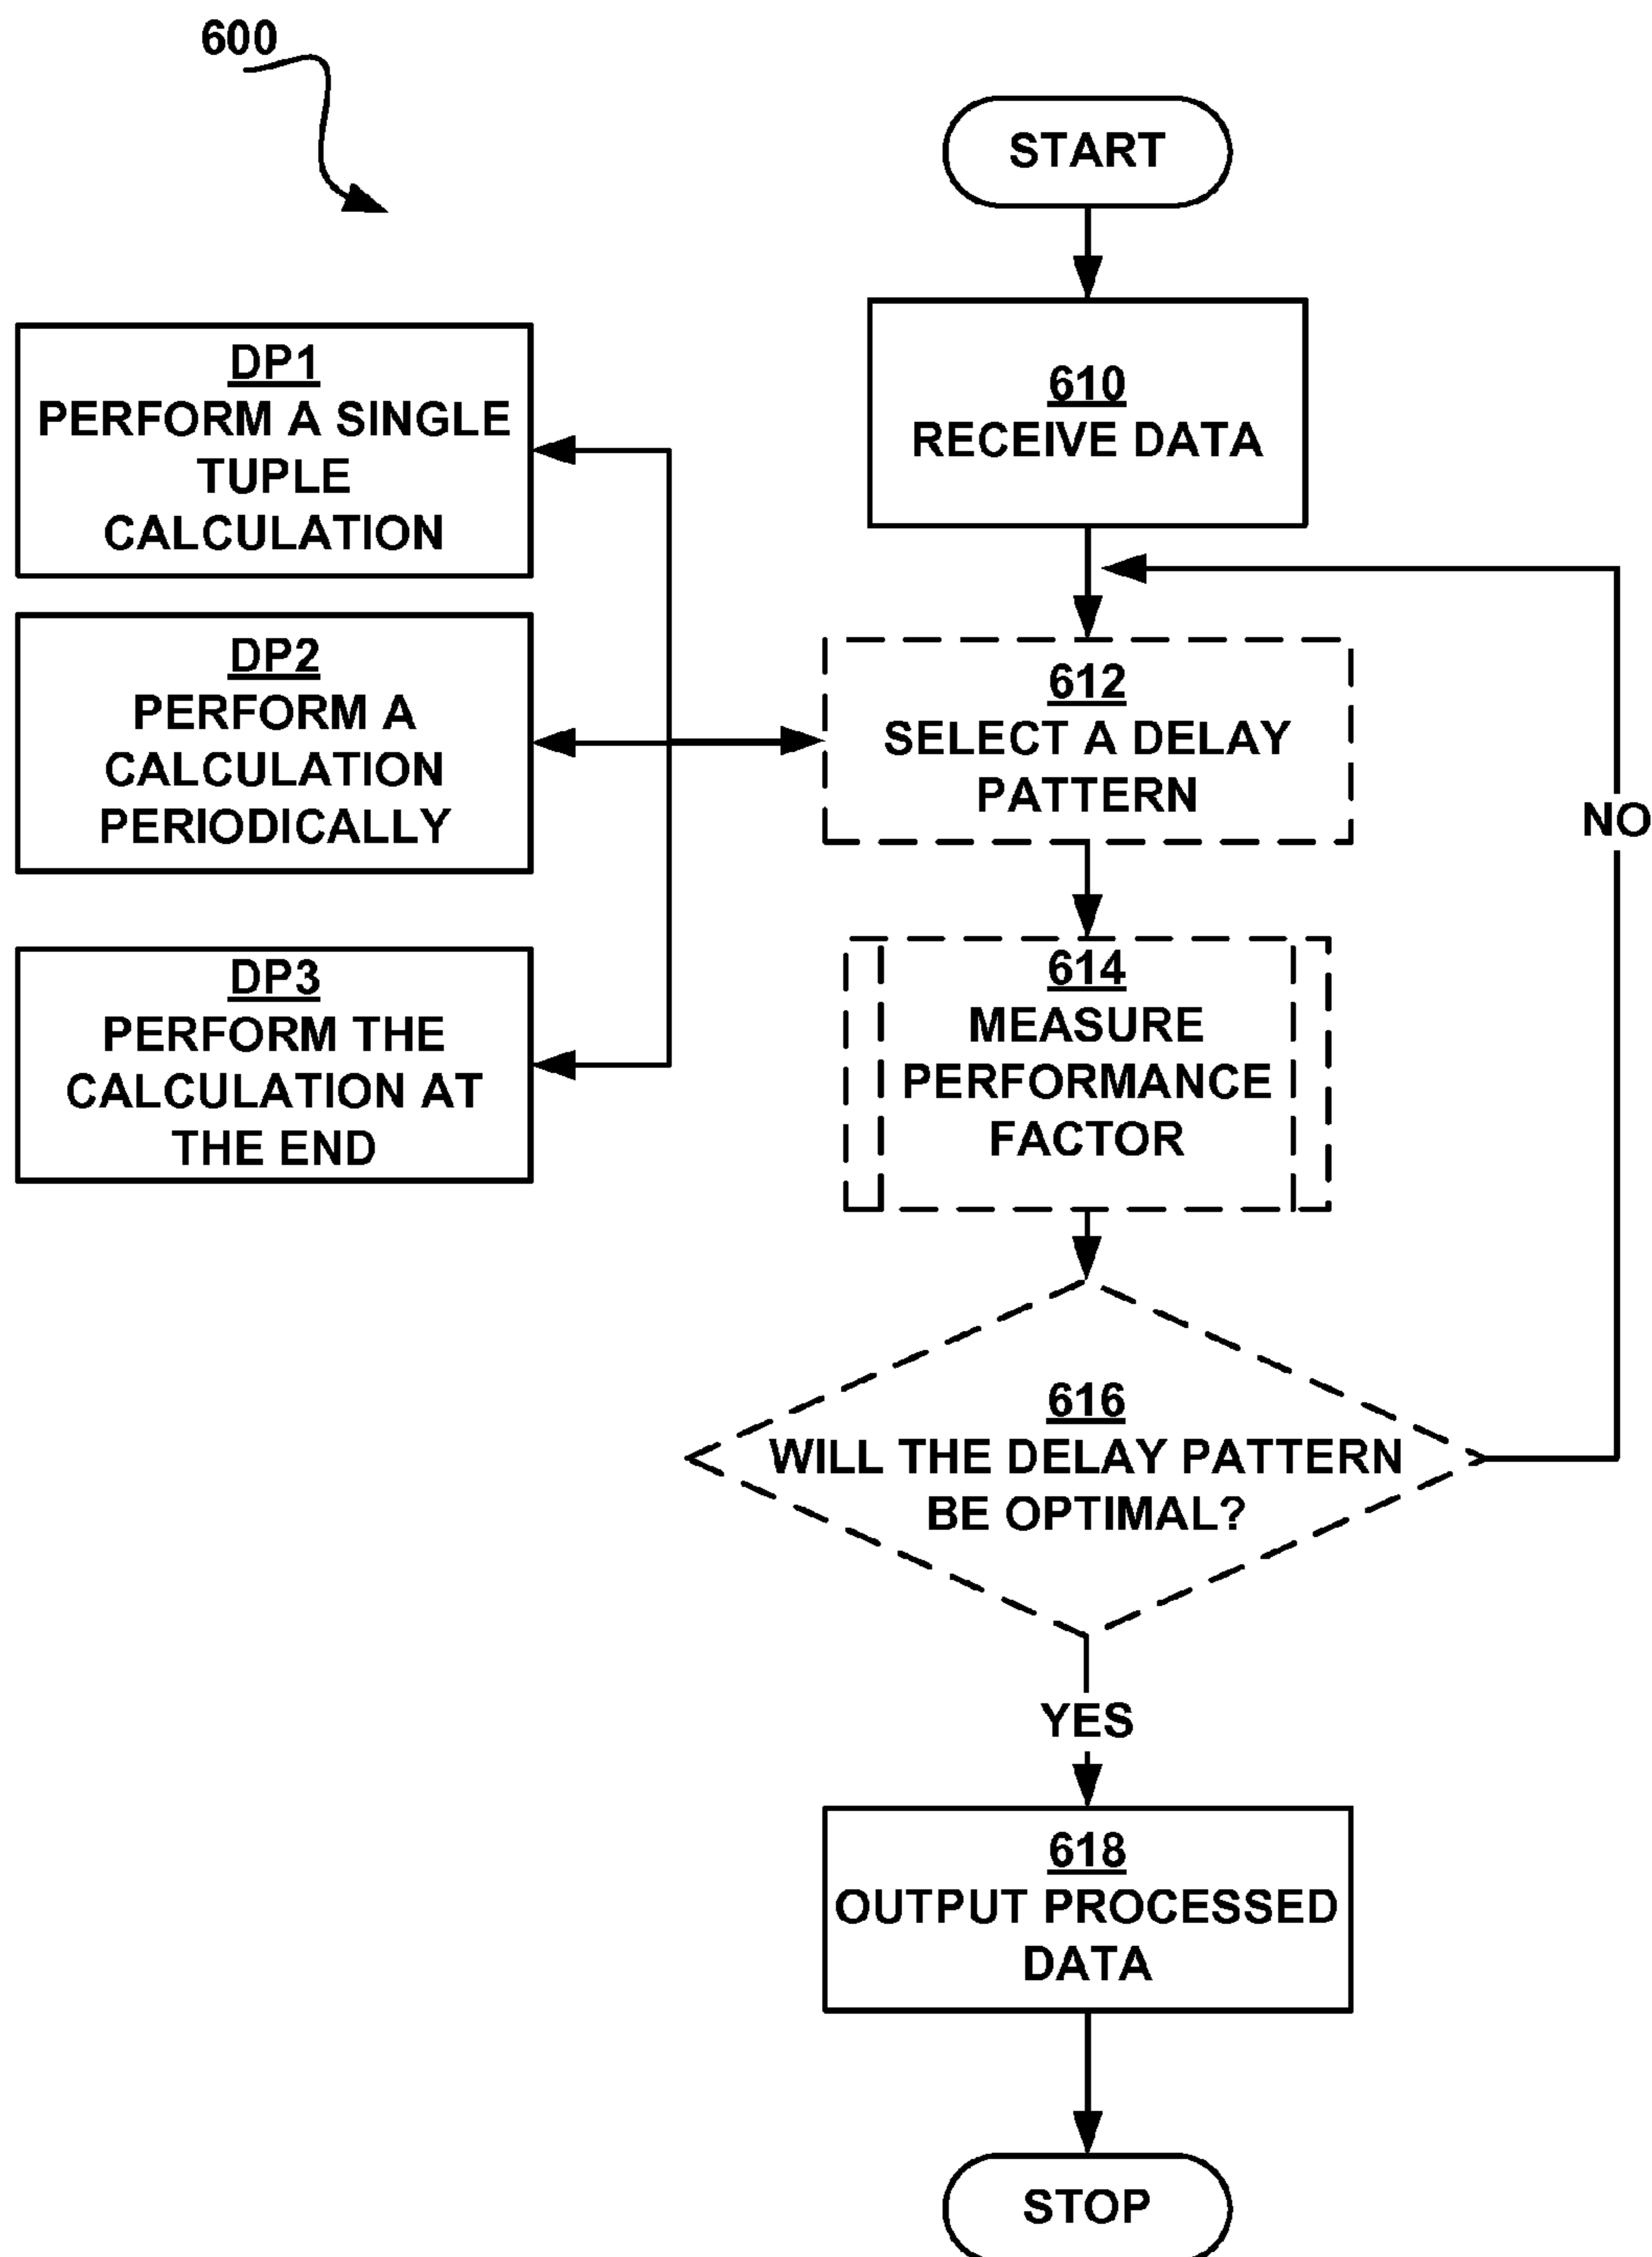 600
START
610
RECEIVE DATA
DP1
PERFORM A SINGLE
TUPLE
CALCULATION
DP2
PERFORM A
CALCULATION
PERIODICALLY
DP3
PERFORM THE
CALCULATION AT
THE END
612
SELECT A DELAY
PATTERN
614
MEASURE
PERFORMANCE
FACTOR
616
WILL THE DELAY PATTERN
BE OPTIMAL?
NO
YES
618
OUTPUT PROCESSED
DATA
STOP